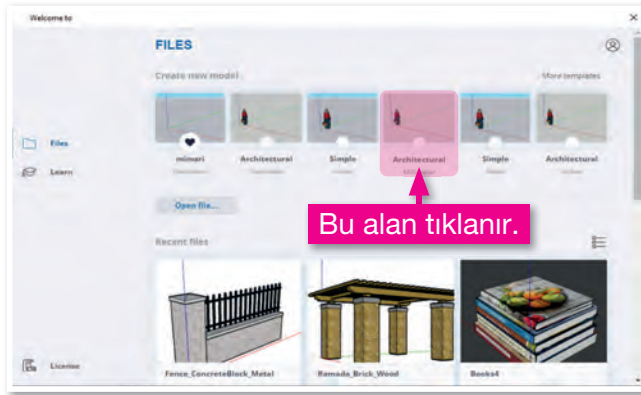 Welcome to
FILES
Create new model
More templates
Files
Learn
mimari
Architectural
Simple
Architectural
Simple
Architectural
Open file...
Bu alan tıklanır.
Recent files
License
Fence_ConcreteBlock_Metal
Ramada_Brick_Wood
Books4